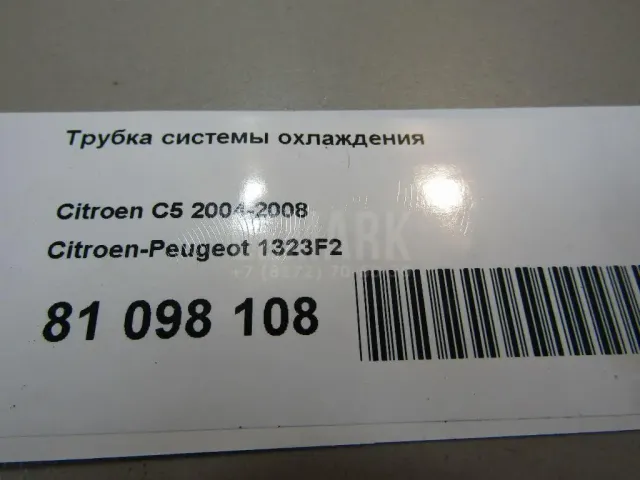 Трубка системы охлаждения
Citroen C5 2004-2008
Citroen-Peugeot 1323F2
81 098 108